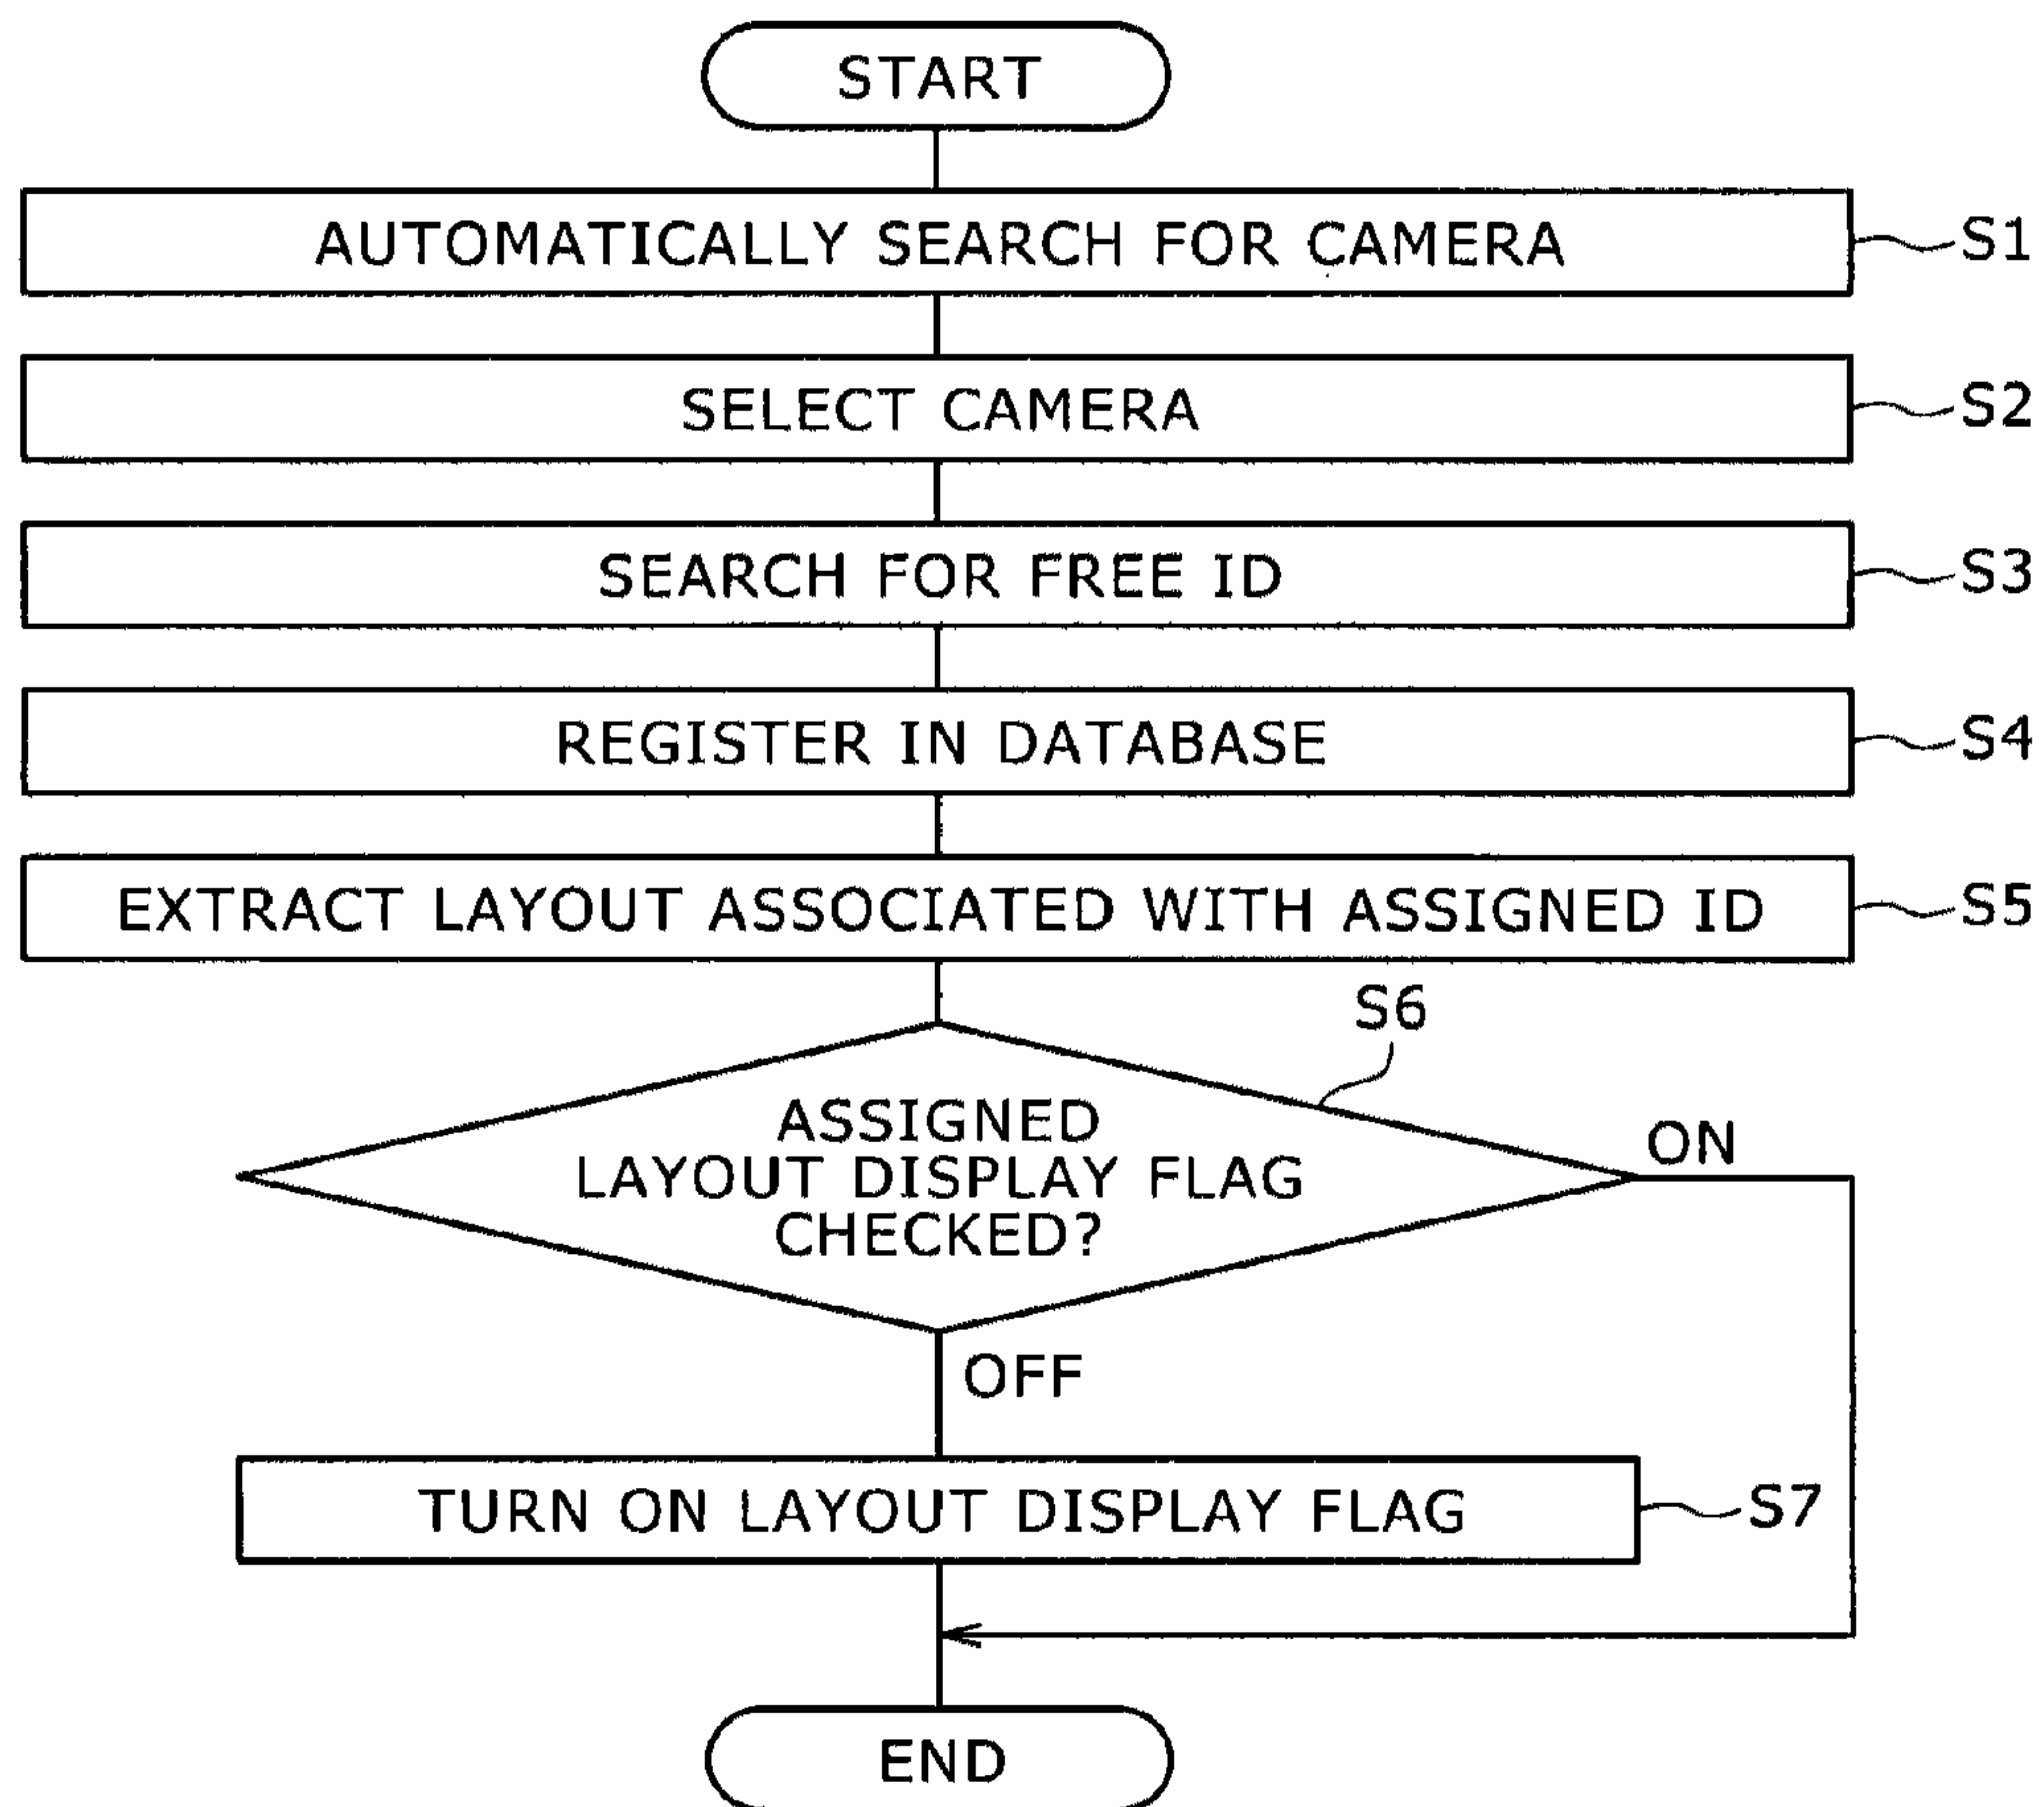 START
AUTOMATICALLY SEARCH FOR CAMERA
S1
SELECT CAMERA
S2
SEARCH FOR FREE ID
S3
REGISTER IN DATABASE
S4
EXTRACT LAYOUT ASSOCIATED WITH ASSIGNED ID
S5
S6
ASSIGNED
LAYOUT DISPLAY FLAG
CHECKED?
ON
OFF
TURN ON LAYOUT DISPLAY FLAG
S7
END